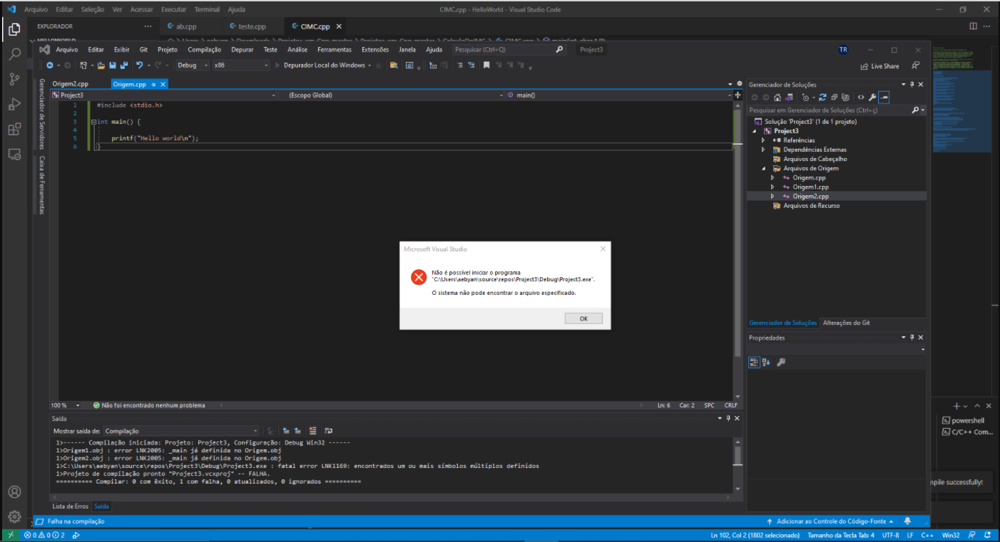 Arquivo Editar Seleção Ver Acessar Executar Terminal Ajuda
CIMC.cpp - HelloWorld - Visual Studio Code
EXPLORADOR
ab.cpp
teste.cpp
CIMC.cpp
Arquivo Editar Exibir Git Projeto Compilação Depurar Teste Análise Ferramentas Extensões Janela Ajuda
Pesquisar (Ctrl+Q)
Project3
TR
Debug
x86
Depurador Local do Windows
Live Share
Gerenciador de Servidores
Caixa de Ferramentas
Origem2.cpp
Origem.cpp
Project3
(Escopo Global)
main()
1 #include <stdio.h>
2
3 int main() {
4
5 printf("Hello world\n");
6 }
Gerenciador de Soluções
Pesquisar em Gerenciador de Soluções (Ctrl+ç)
Solução 'Project3' (1 de 1 projeto)
Project3
Referências
Dependências Externas
Arquivos de Cabeçalho
Arquivos de Origem
Origem.cpp
Origem1.cpp
Origem2.cpp
Arquivos de Recurso
Gerenciador de Soluções
Alterações do Git
Propriedades
Microsoft Visual Studio
Não é possível iniciar o programa
"C:\Users\aebyan\source\repos\Project3\Debug\Project3.exe".
O sistema não pode encontrar o arquivo especificado.
OK
100 %
Não foi encontrado nenhum problema
Ln: 6 Car: 2 SPC CRLF
Saída
Mostrar saída de: Compilação
1>------ Compilação iniciada: Projeto: Project3, Configuração: Debug Win32 ------
1>Origem1.obj : error LNK2005: _main já definida no Origem.obj
1>Origem2.obj : error LNK2005: _main já definida no Origem.obj
1>C:\Users\aebyan\source\repos\Project3\Debug\Project3.exe : fatal error LNK1169: encontrados um ou mais símbolos múltiplos definidos
1>Projeto de compilação pronto "Project3.vcxproj" -- FALHA.
========== Compilar: 0 com êxito, 1 com falha, 0 atualizados, 0 ignorados ==========
Lista de Erros
Saída
powershell
C/C++ Com...
mpile successfully!
Falha na compilação
Adicionar ao Controle do Código-Fonte
0 0 2
Ln 102, Col 2 (1802 selecionado) Tamanho da Tecla Tab: 4 UTF-8 LF C++ Win32